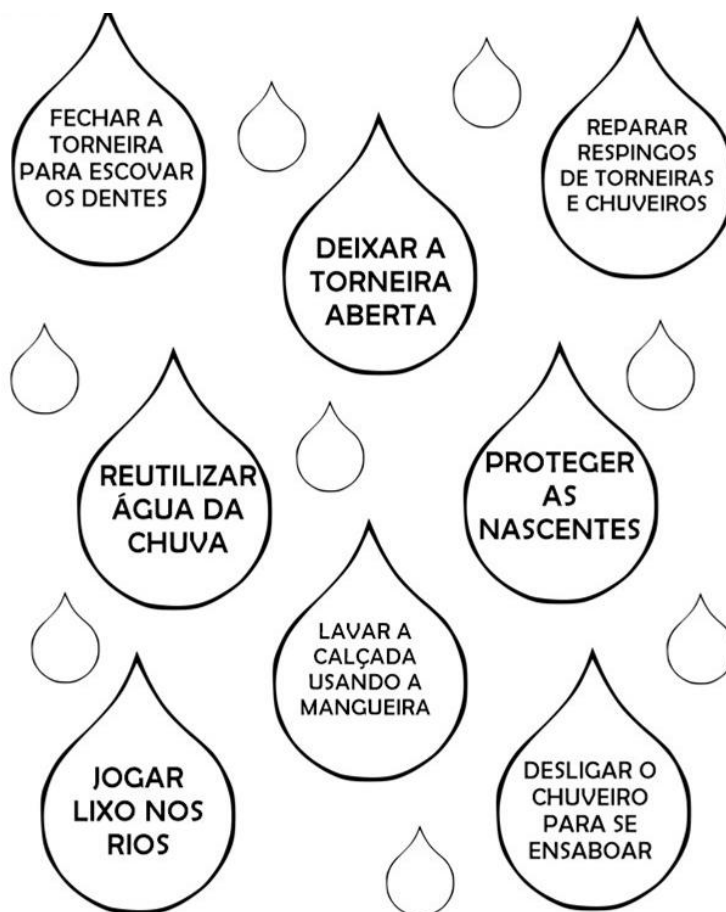 FECHAR A
TORNEIRA
PARA ESCOVAR
OS DENTES
REPARAR
RESPINGOS
DE TORNEIRAS
E CHUVEIROS
DEIXAR A
TORNEIRA
ABERTA
REUTILIZAR
ÁGUA DA
CHUVA
PROTEGER
AS
NASCENTES
LAVAR A
CALÇADA
USANDO A
MANGUEIRA
JOGAR
LIXO NOS
RIOS
DESLIGAR O
CHUVEIRO
PARA SE
ENSABOAR